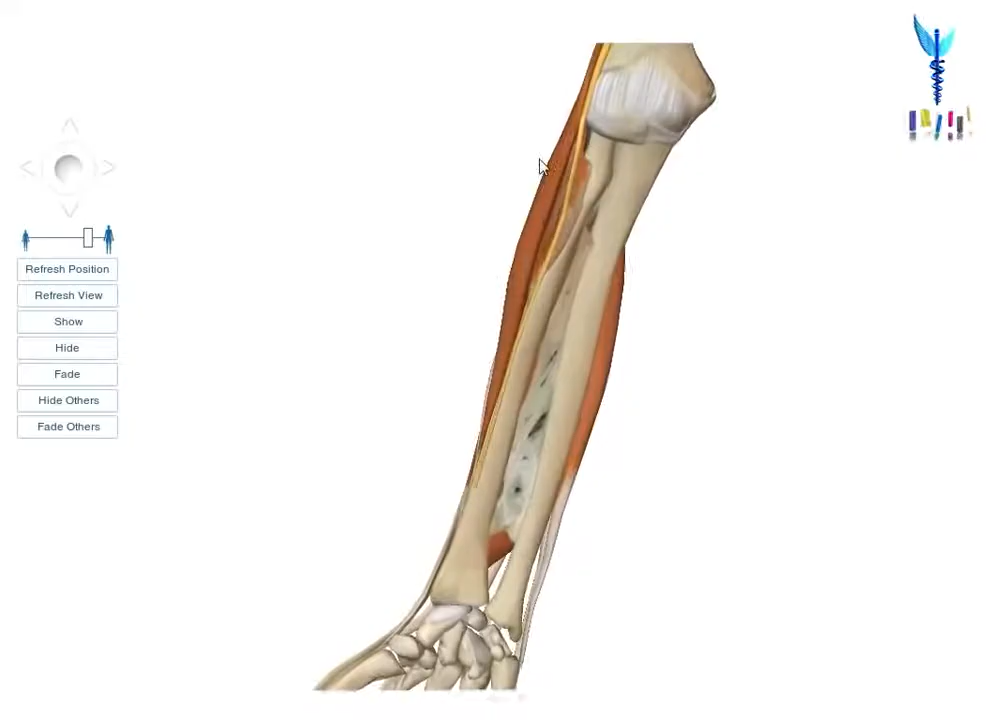 Refresh Position
Refresh View
Show
Hide
Fade
Hide Others
Fade Others